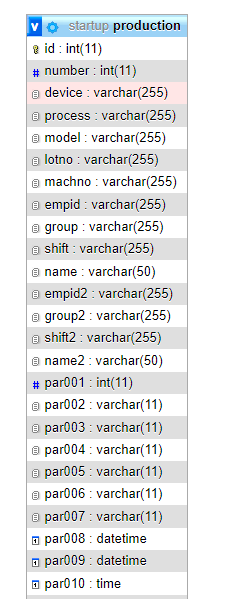 v startup production
id : int(11)
# number : int(11)
device : varchar(255)
process : varchar(255)
model : varchar(255)
lotno : varchar(255)
machno : varchar(255)
empid : varchar(255)
group : varchar(255)
shift : varchar(255)
name : varchar(50)
empid2 : varchar(255)
group2 : varchar(255)
shift2 : varchar(255)
name2 : varchar(50)
# par001 : int(11)
par002 : varchar(11)
par003 : varchar(11)
par004 : varchar(11)
par005 : varchar(11)
par006 : varchar(11)
par007 : varchar(11)
par008 : datetime
par009 : datetime
par010 : time